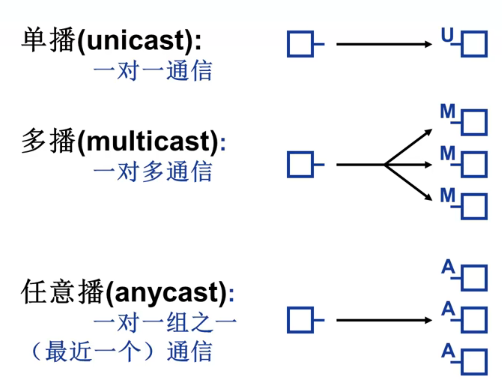 单播(unicast):
U
一对一通信
M
多播(multicast):
M
一对多通信
M
A
任意播(anycast):
A
一对一组之一
（最近一个）通信
A